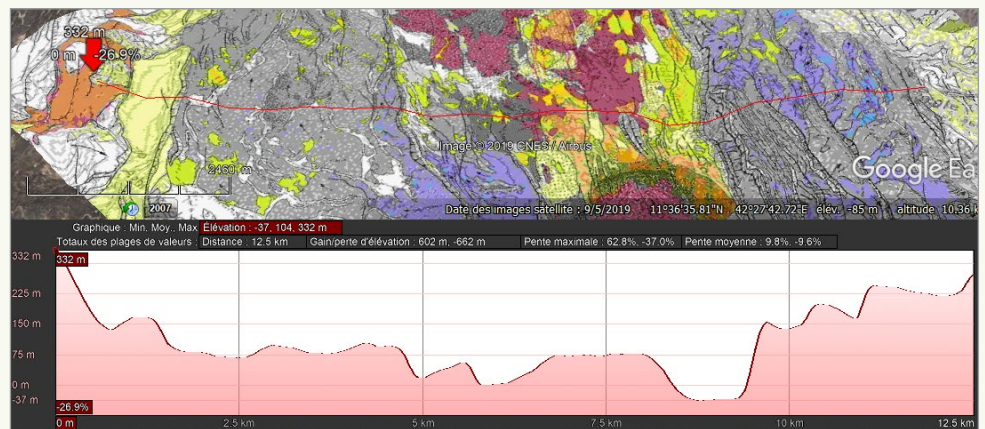 332 m
0 m -26.9%
Image © 2019 CNES / Airbus
2460 m
Google Ea
2007
Date des images satellite : 9/5/2019 11°36'35.81"N 42°27'42.72"E élév. -85 m altitude 10.36 k
Graphique : Min. Moy.. Max Élévation : -37, 104, 332 m
Totaux des plages de valeurs : Distance : 12.5 km Gain/perte d'élévation : 602 m, -662 m Pente maximale : 62.8%, -37.0% Pente moyenne : 9.8%, -9.6%
332 m
332 m
225 m
150 m
75 m
0 m
-37 m
-26.9%
0 m 2.5 km 5 km 7.5 km 10 km 12.5 km